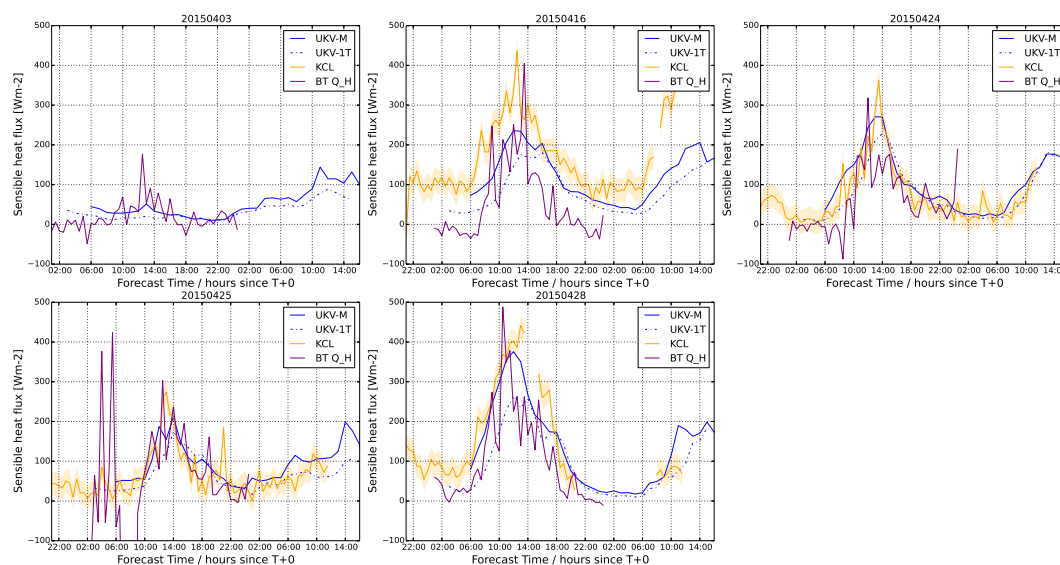 20150403
Sensible heat flux [Wm-2]
500
400
300
200
100
0
−100
02:00 06:00 10:00 14:00 18:00 22:00 02:00 06:00 10:00 14:00
Forecast Time / hours since T+0
UKV-M
UKV-1T
KCL
BT Q_H
20150416
Sensible heat flux [Wm-2]
500
400
300
200
100
0
−100
22:00 02:00 06:00 10:00 14:00 18:00 22:00 02:00 06:00 10:00 14:00
Forecast Time / hours since T+0
UKV-M
UKV-1T
KCL
BT Q_H
20150424
Sensible heat flux [Wm-2]
500
400
300
200
100
0
−100
22:00 02:00 06:00 10:00 14:00 18:00 22:00 02:00 06:00 10:00 14:0
Forecast Time / hours since T+0
UKV-M
UKV-1T
KCL
BT Q_H
20150425
Sensible heat flux [Wm-2]
500
400
300
200
100
0
−100
22:00 02:00 06:00 10:00 14:00 18:00 22:00 02:00 06:00 10:00 14:00
Forecast Time / hours since T+0
UKV-M
UKV-1T
KCL
BT Q_H
20150428
Sensible heat flux [Wm-2]
500
400
300
200
100
0
−100
22:00 02:00 06:00 10:00 14:00 18:00 22:00 02:00 06:00 10:00 14:00
Forecast Time / hours since T+0
UKV-M
UKV-1T
KCL
BT Q_H